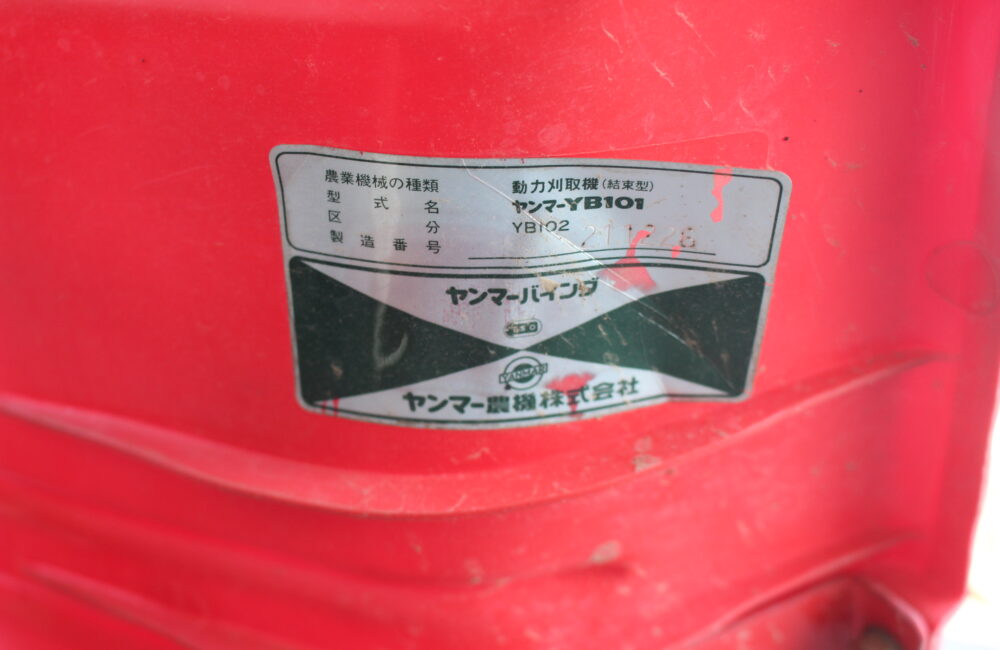 農業機械の種類 動力刈取機(結束型)
型式名 ヤンマーYB101
区分 YB102
製造番号
ヤンマーバインダ
YANMAR
ヤンマー農機株式会社